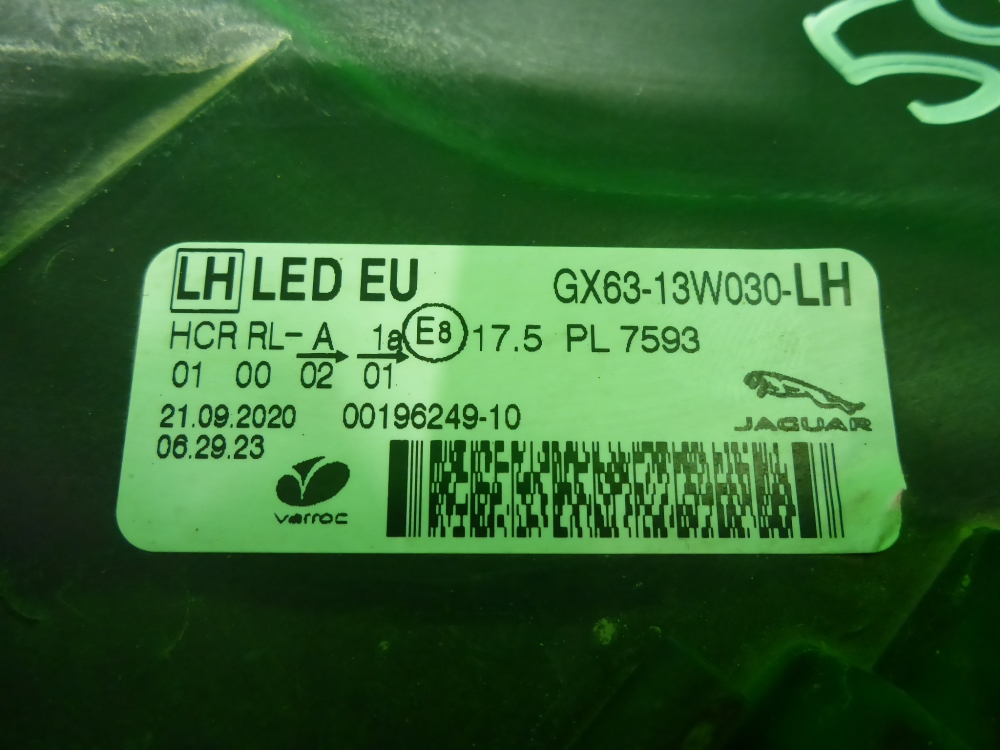 LH LED EU GX63-13W030-LH
HCR RL- A 1a E8 17.5 PL 7593
01 00 02 01
21.09.2020 00196249-10
06.29.23
JAGUAR
varroc